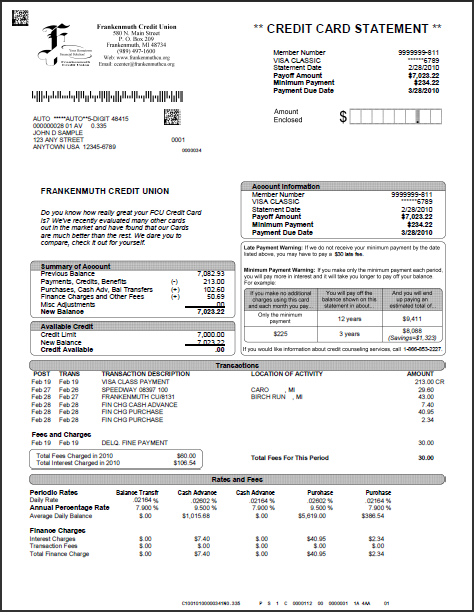 Frankenmuth Credit Union
580 N. Main Street
P. O. Box 209
Frankenmuth, MI 48734
(989) 497-1600
Web: www.frankenmuthcu.org
Email: ccenter@frankenmuthcu.org
Your Hometown
Financial Solution
FRANKENMUTH
CREDIT UNION
** CREDIT CARD STATEMENT **
Member Number 9999999-811
VISA CLASSIC ******6789
Statement Date 2/28/2010
Payoff Amount $7,023.22
Minimum Payment $234.22
Payment Due Date 3/28/2010
Amount
Enclosed $ .
AUTO *****AUTO**5-DIGIT 48415
000000028 01 AV 0.335
JOHN D SAMPLE
123 ANY STREET 0001
ANYTOWN USA 12345-6789
0000034
FRANKENMUTH CREDIT UNION
Do you know how really great your FCU Credit Card
is? We've recently evaluated many other cards
out in the market and have found that our Cards
are much better than the rest. We dare you to
compare, check it out for yourself.
Account Information
Member Number 9999999-811
VISA CLASSIC ******6789
Statement Date 2/28/2010
Payoff Amount $7,023.22
Minimum Payment $234.22
Payment Due Date 3/28/2010
Late Payment Warning: If we do not receive your minimum payment by the date
listed above, you may have to pay a $30 late fee.
Minimum Payment Warning: If you make only the minimum payment each period,
you will pay more in interest and it will take you longer to pay off your balance.
For example:
If you make no additional
charges using this card
and each month you pay...
You will pay off the
balance shown on this
statement in about...
And you will end
up paying an
estimated total of...
Only the minimum
payment
12 years
$9,411
$225
3 years
$8,088
(Savings=$1,323)
If you would like information about credit counseling services, call 1-866-853-2227.
Summary of Account
Previous Balance 7,082.93
Payments, Credits, Benefits (-) 213.00
Purchases, Cash Adv, Bal Transfers (+) 102.60
Finance Charges and Other Fees (+) 50.69
Misc Adjustments .00
New Balance 7,023.22
Available Credit
Credit Limit 7,000.00
New Balance 7,023.22
Credit Available .00
Transactions
POST TRANS TRANSACTION DESCRIPTION LOCATION OF ACTIVITY AMOUNT
Feb 19 Feb 19 VISA CLASS PAYMENT 213.00 CR
Feb 27 Feb 26 SPEEDWAY 08397 100 CARO , MI 29.60
Feb 28 Feb 27 FRANKENMUTH CU/8131 BIRCH RUN , MI 43.00
Feb 28 Feb 28 FIN CHG CASH ADVANCE 7.40
Feb 28 Feb 28 FIN CHG PURCHASE 40.95
Feb 28 Feb 28 FIN CHG PURCHASE 2.34
Fees and Charges
Feb 19 Feb 19 DELQ. FINE PAYMENT 30.00
Total Fees Charged in 2010 $60.00
Total Interest Charged in 2010 $106.54
Total Fees For This Period 30.00
Rates and Fees
Periodic Rates Balance Transfr Cash Advance Cash Advance Purchase Purchase
Daily Rate .02164 % .02602 % .02164 % .02164 % .02164 %
Annual Percentage Rate 7.900 % 9.500 % 7.900 % 9.500 % 7.900 %
Average Daily Balance $.00 $1,015.68 $.00 $5,619.00 $386.54
Finance Charges
Interest Charges $.00 $7.40 $.00 $40.95 $2.34
Transaction Fees $.00 $.00 $.00 $.00 $.00
Total Finance Charge $.00 $7.40 $.00 $40.95 $2.34